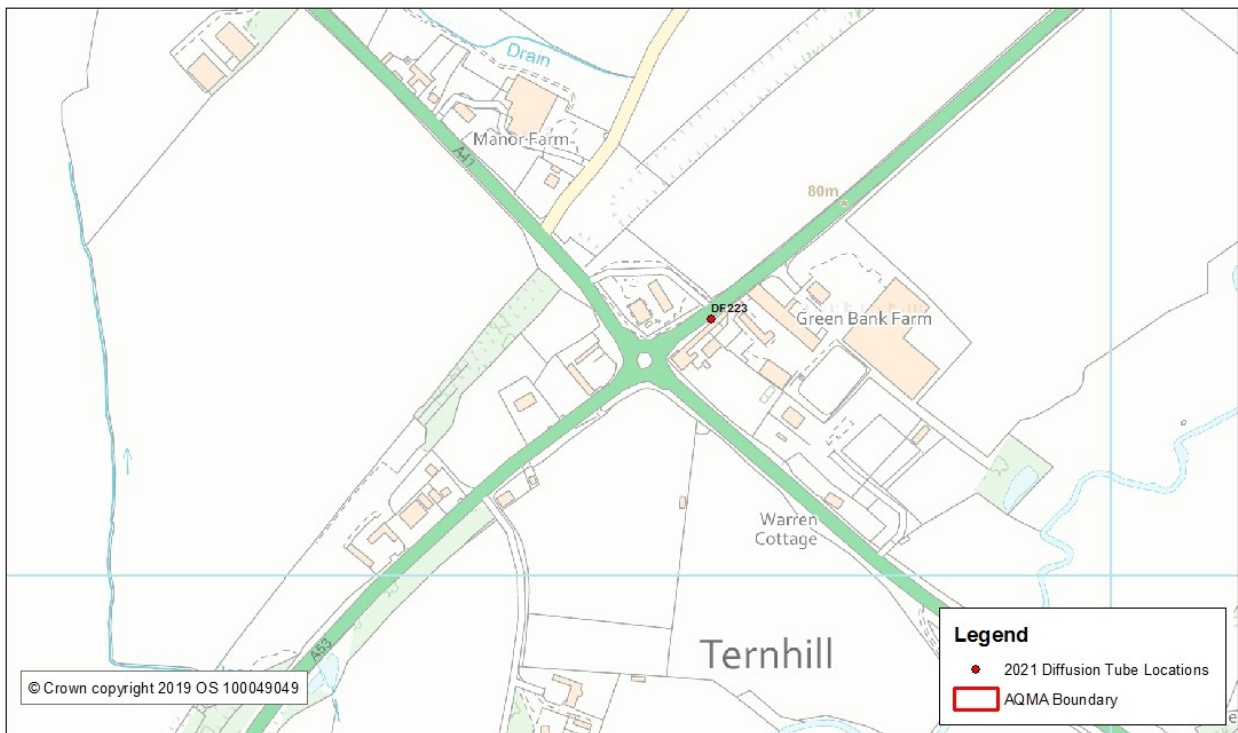 Drain
Manor Farm
A41
80m
DF223
Green Bank Farm
Warren
Cottage
Ternhill
A53
© Crown copyright 2019 OS 100049049
Legend
2021 Diffusion Tube Locations
AQMA Boundary